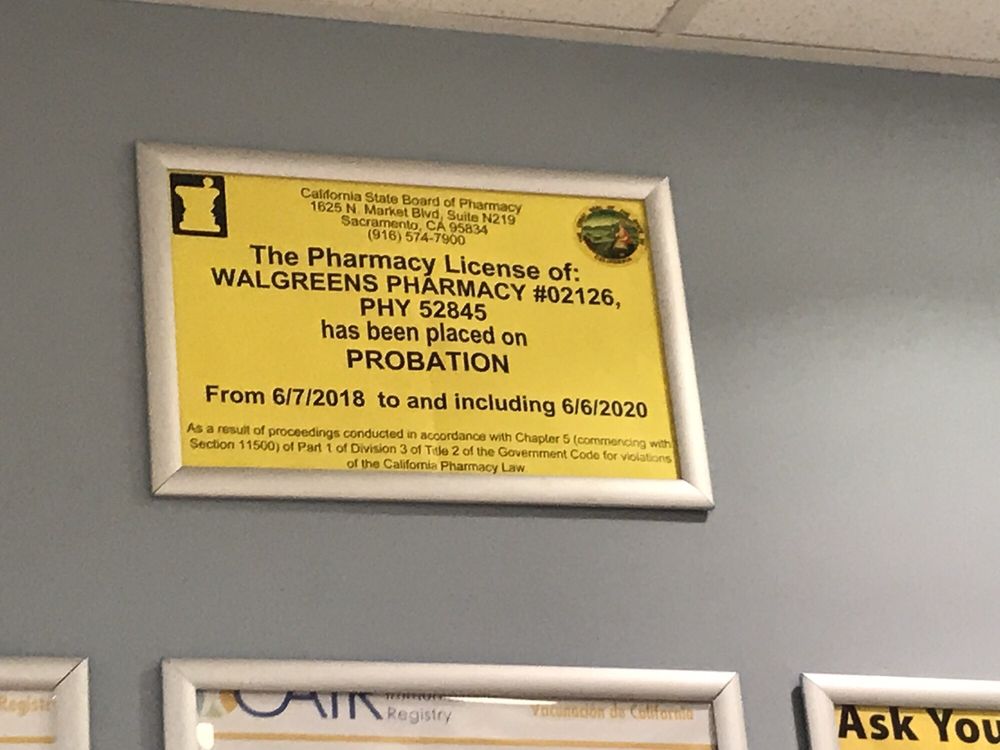 California State Board of Pharmacy
1625 N. Market Blvd, Suite N219
Sacramento, CA 95834
(916) 574-7900
The Pharmacy License of:
WALGREENS PHARMACY #02126,
PHY 52845
has been placed on
PROBATION
From 6/7/2018 to and including 6/6/2020
As a result of proceedings conducted in accordance with Chapter 5 (commencing with
Section 11500) of Part 1 of Division 3 of Title 2 of the Government Code for violations
of the California Pharmacy Law
Registr
CAIR
Registry
Vacunación de California
Ask You